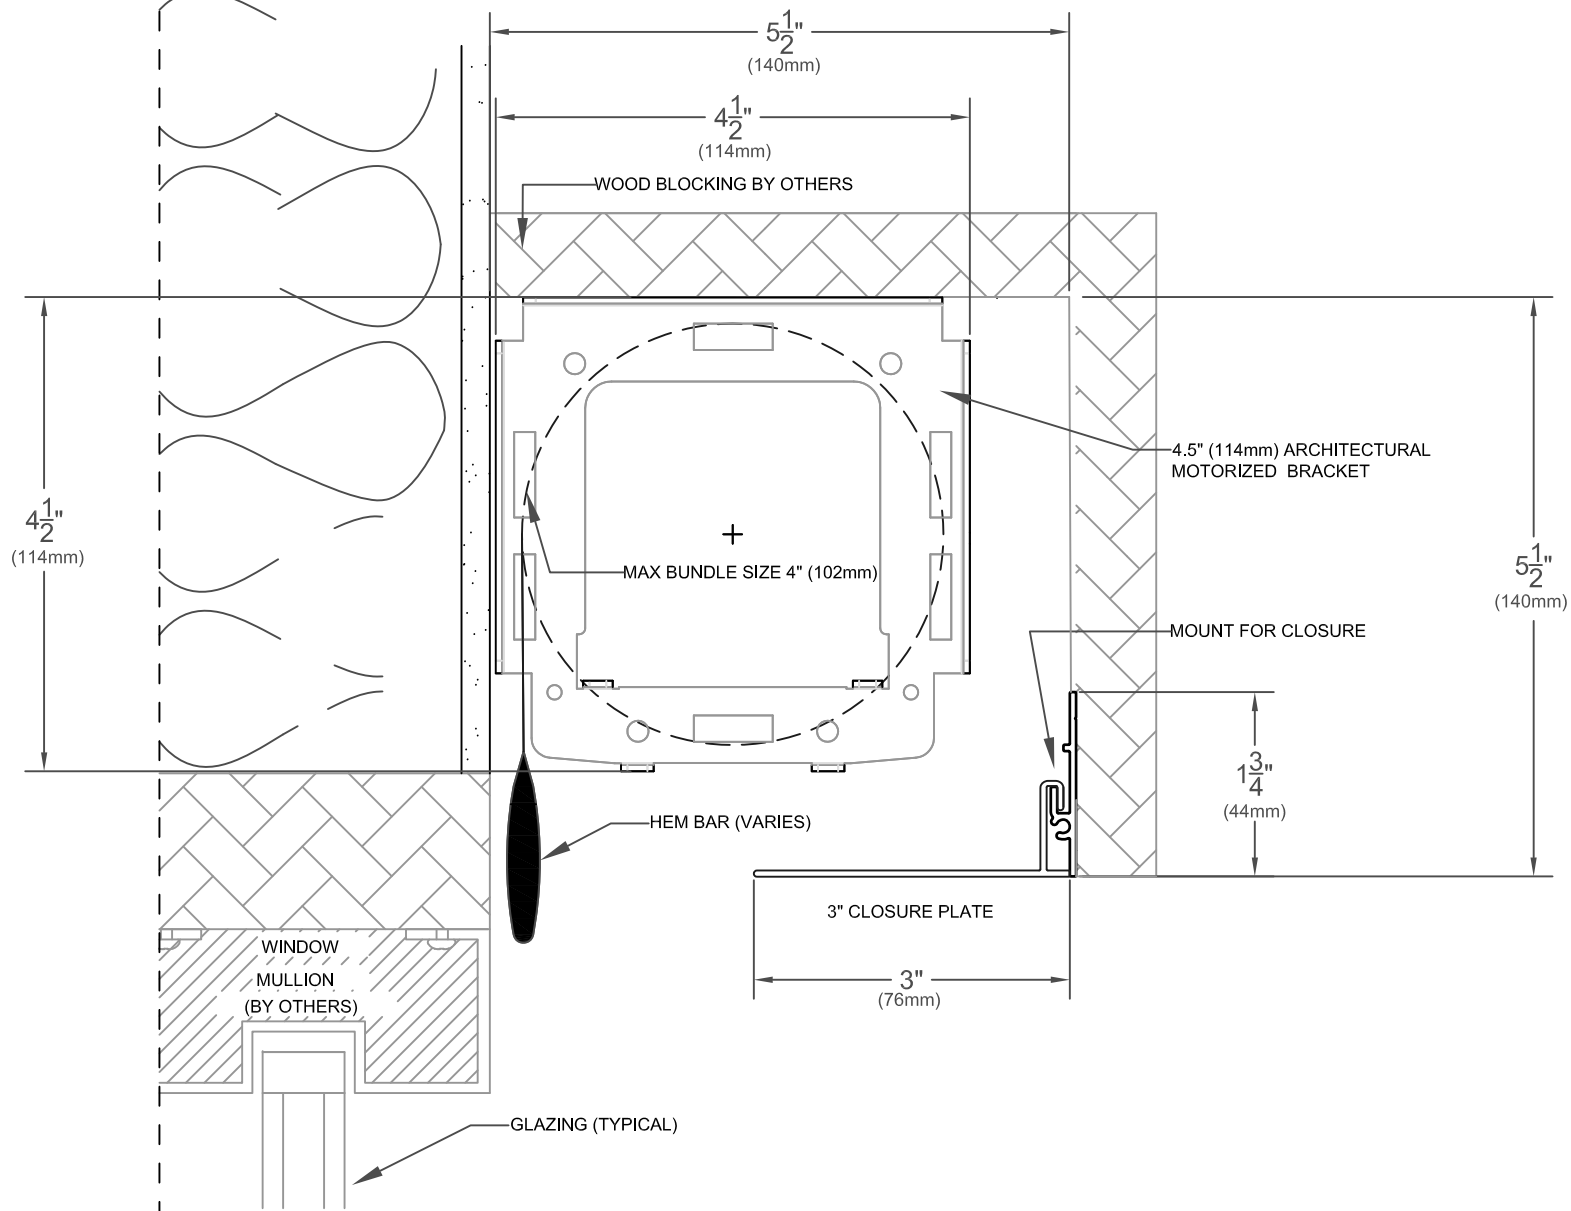 5 1/2"
(140mm)
4 1/2"
(114mm)
WOOD BLOCKING BY OTHERS
4.5" (114mm) ARCHITECTURAL
MOTORIZED BRACKET
4 1/2"
(114mm)
MAX BUNDLE SIZE 4" (102mm)
5 1/2"
(140mm)
MOUNT FOR CLOSURE
1 3/4"
(44mm)
HEM BAR (VARIES)
3" CLOSURE PLATE
WINDOW
MULLION
(BY OTHERS)
3"
(76mm)
GLAZING (TYPICAL)